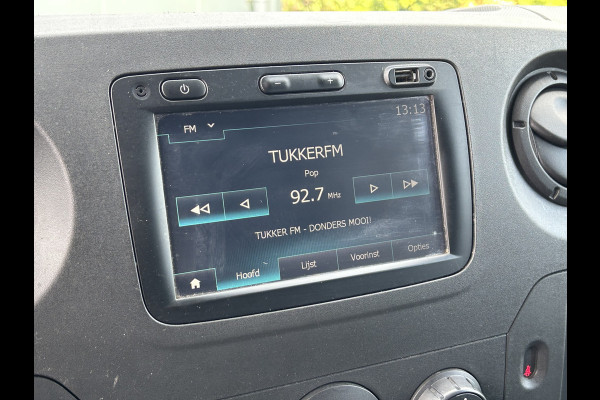 13:13
FM
TUKKERFM
Pop
92.7 MHz
TUKKER FM - DONDERS MOOI!
Hoofd Lijst Voorinst Opties